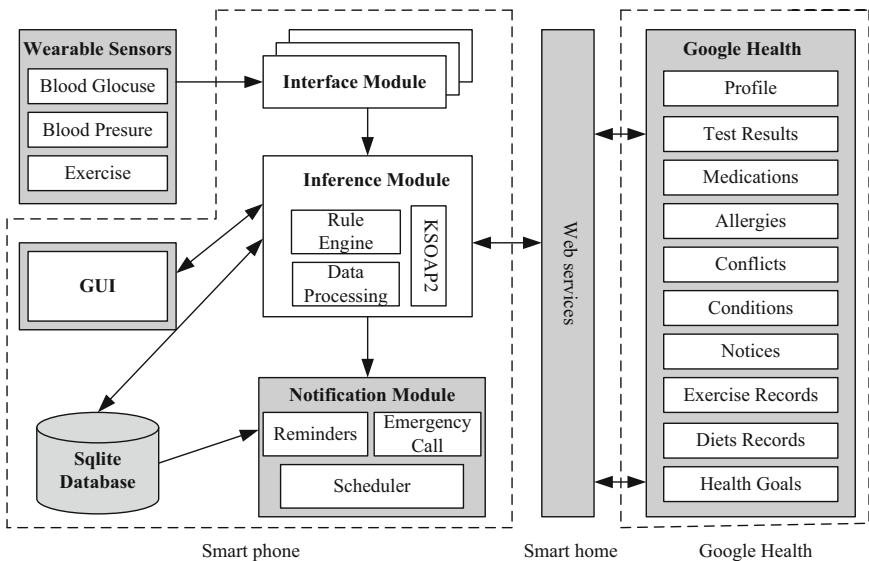 Wearable Sensors
Blood Glocuse
Blood Presure
Exercise
Interface Module
Inference Module
Rule
Engine
Data
Processing
KSOAP2
GUI
Sqlite
Database
Notification Module
Reminders
Emergency
Call
Scheduler
Web services
Google Health
Profile
Test Results
Medications
Allergies
Conflicts
Conditions
Notices
Exercise Records
Diets Records
Health Goals
Smart phone
Smart home
Google Health